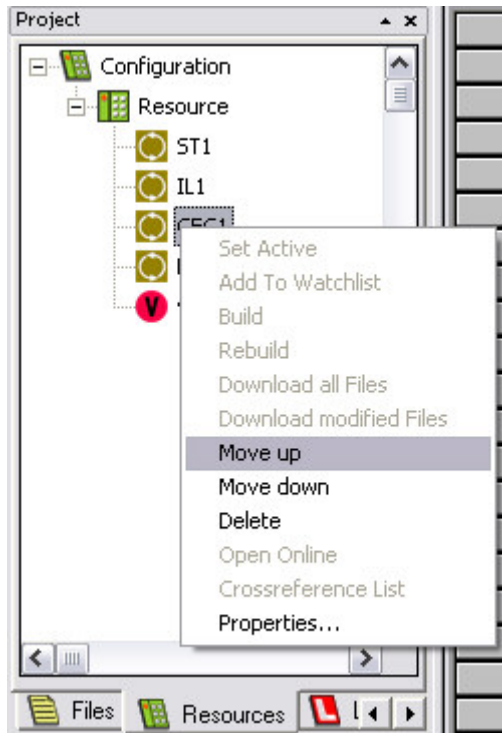 Project
Configuration
Resource
ST1
IL1
CFC1
Set Active
Add To Watchlist
Build
Rebuild
Download all Files
Download modified Files
Move up
Move down
Delete
Open Online
Crossreference List
Properties...
V
Files
Resources
L